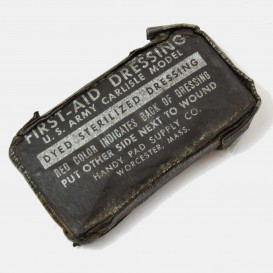 FIRST-AID DRESSING
U.S. ARMY CARLISLE MODEL
DYED STERILIZED DRESSING
RED COLOR INDICATES BACK OF DRESSING
PUT OTHER SIDE NEXT TO WOUND
HANDY PAD SUPPLY CO.
WORCESTER, MASS.